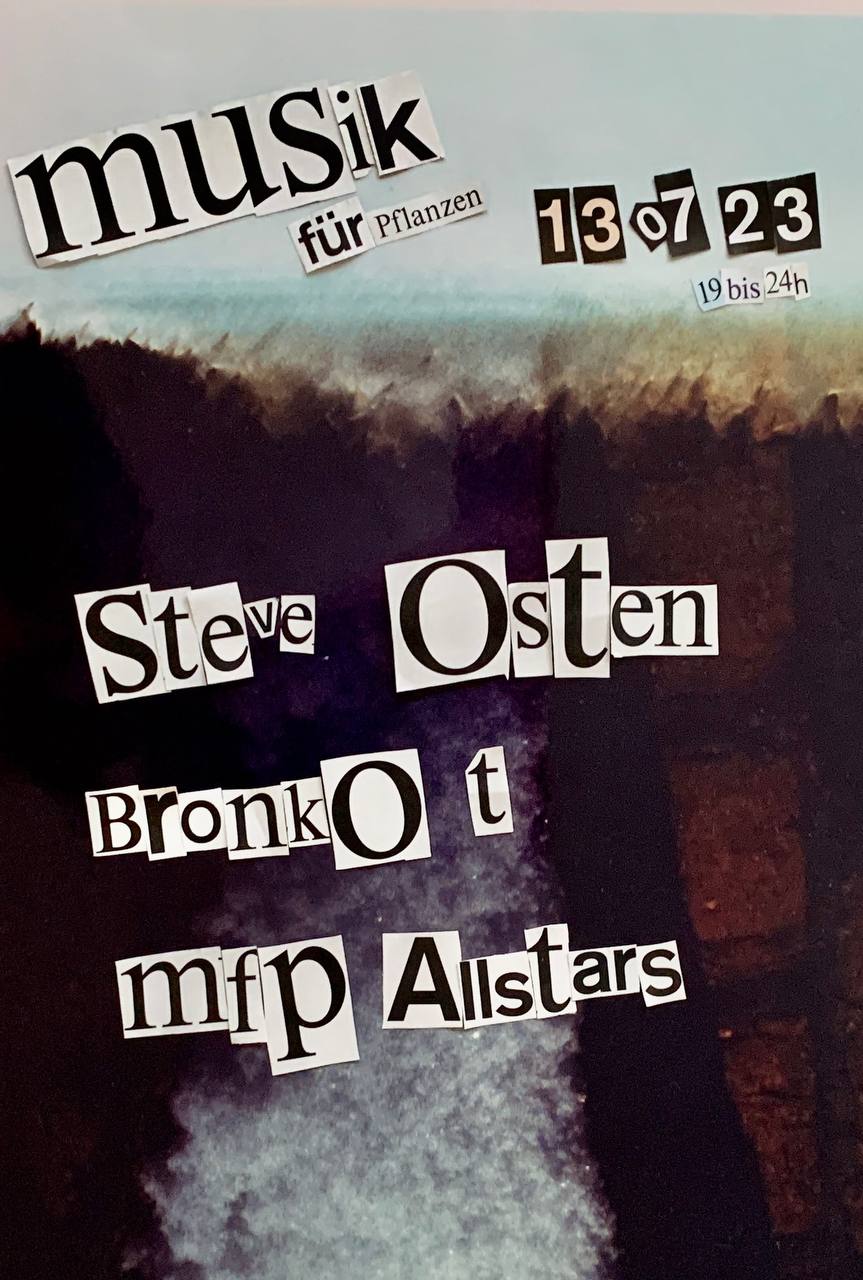 musik
für Pflanzen
13 07 23
19 bis 24h
Steve Osten
BronkO t
mfp Allstars